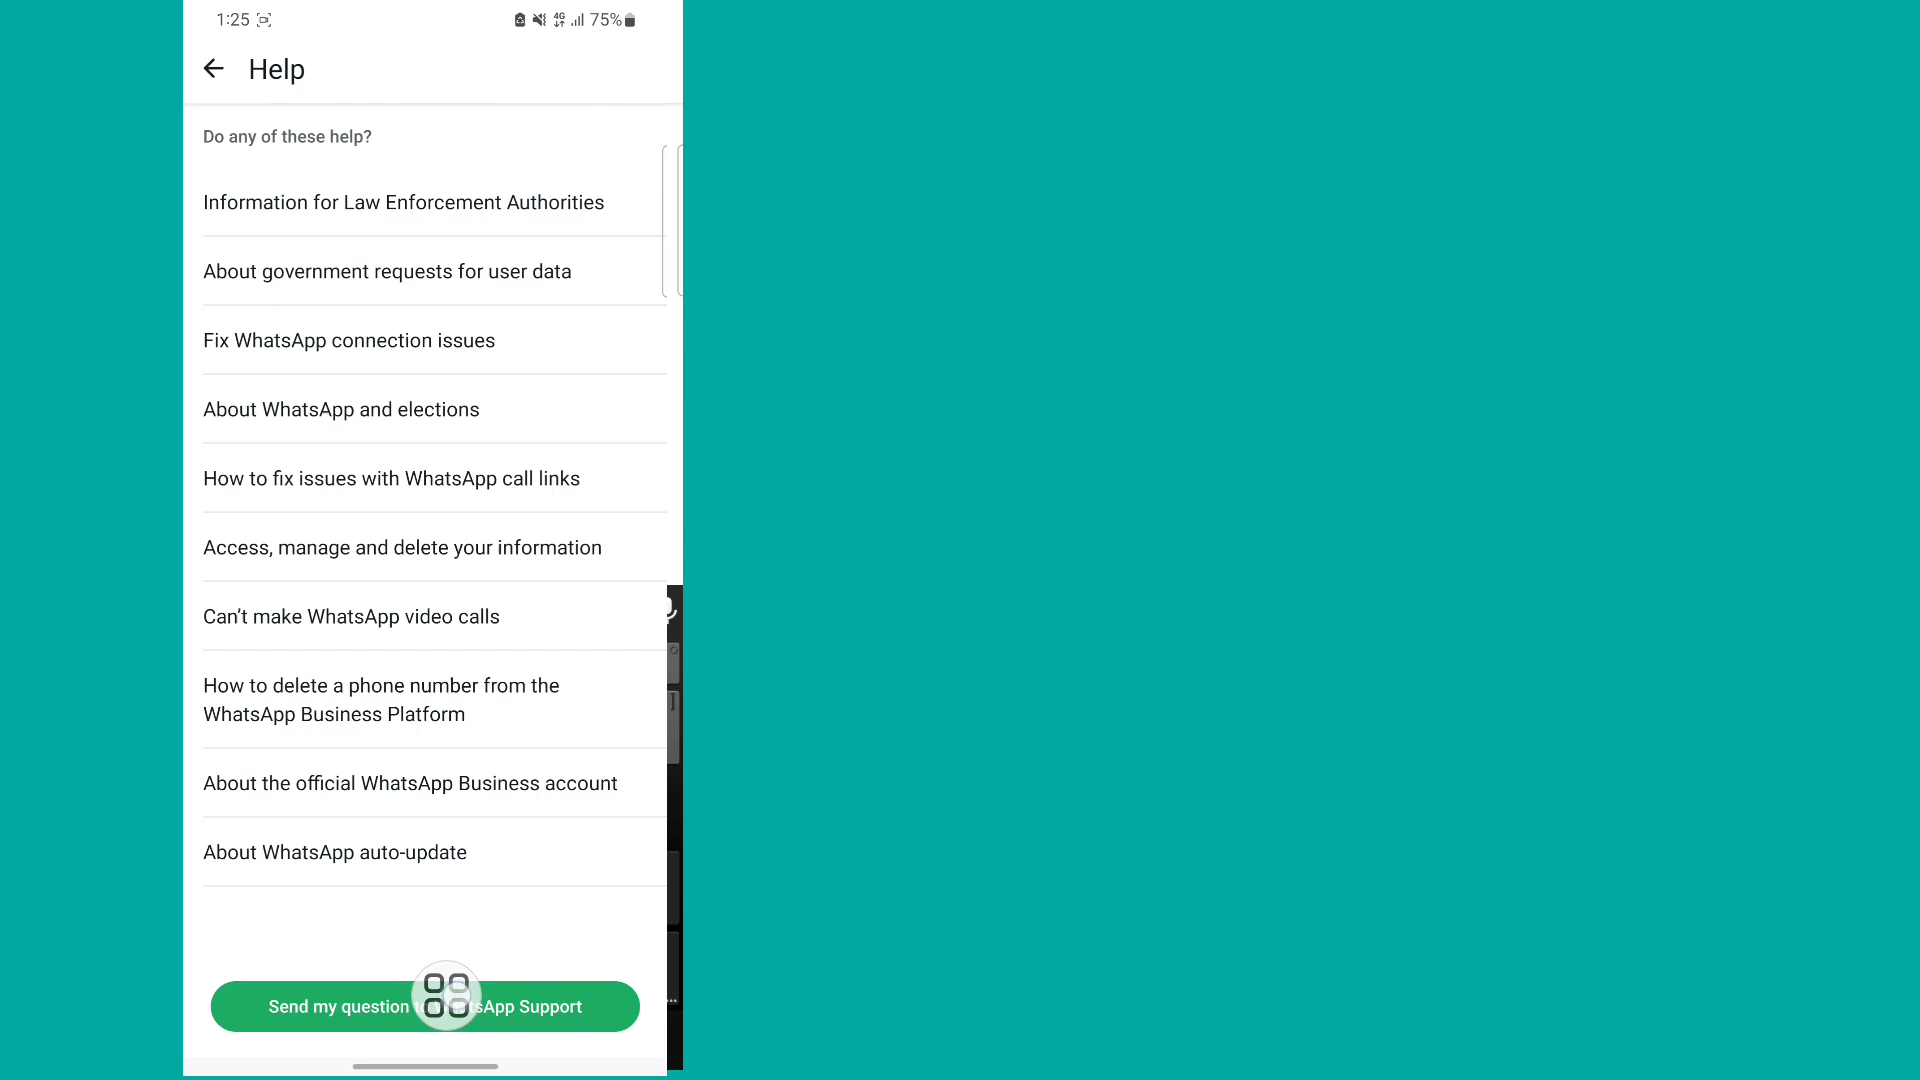 1:25
4G
75%
Help
Do any of these help?
Information for Law Enforcement Authorities
About government requests for user data
Fix WhatsApp connection issues
About WhatsApp and elections
How to fix issues with WhatsApp call links
Access, manage and delete your information
Can’t make WhatsApp video calls
How to delete a phone number from the
WhatsApp Business Platform
About the official WhatsApp Business account
About WhatsApp auto-update
Send my question to WhatsApp Support